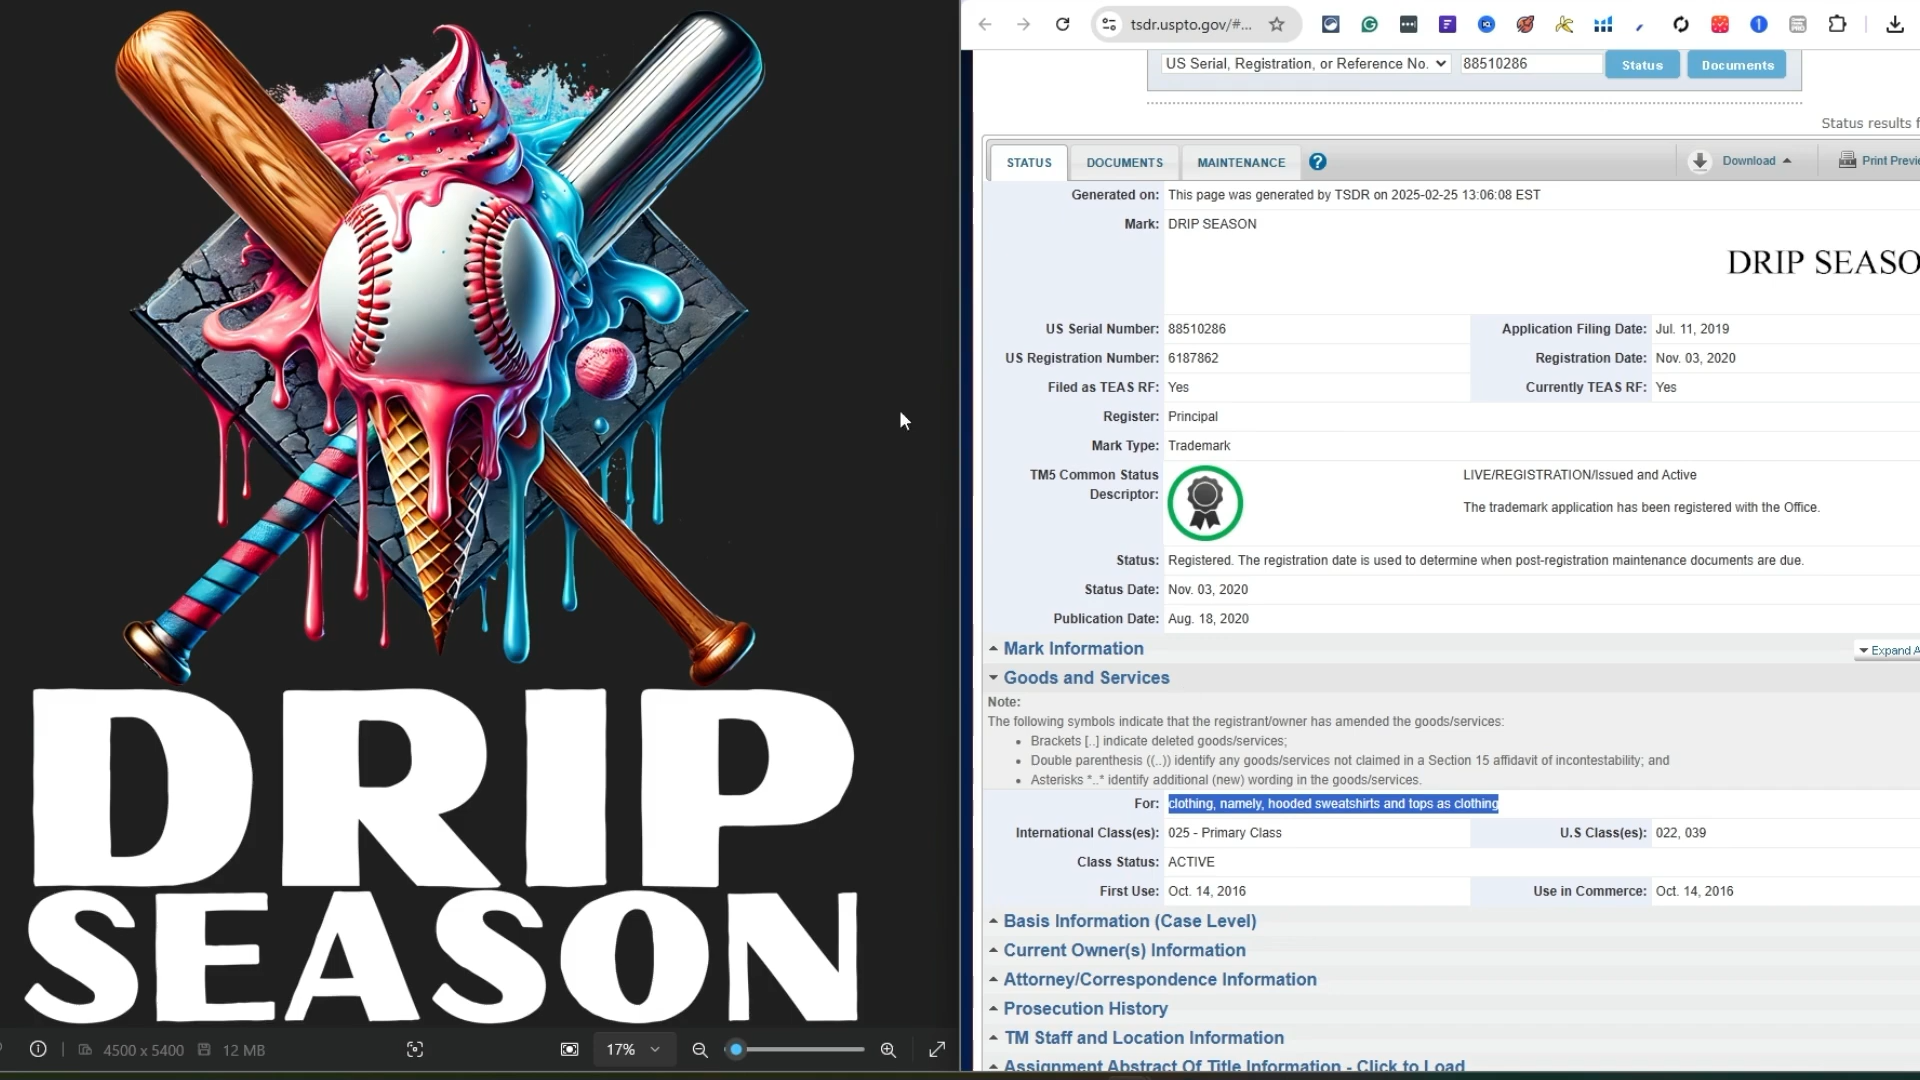 DRIP
SEASON
4500 x 5400
12 MB
17%
tsdr.uspto.gov/#...
US Serial, Registration, or Reference No.
88510286
Status
Documents
Status results f
STATUS
DOCUMENTS
MAINTENANCE
?
Download
Print Previe
Generated on: This page was generated by TSDR on 2025-02-25 13:06:08 EST
Mark: DRIP SEASON
DRIP SEASO
US Serial Number: 88510286 Application Filing Date: Jul. 11, 2019
US Registration Number: 6187862 Registration Date: Nov. 03, 2020
Filed as TEAS RF: Yes Currently TEAS RF: Yes
Register: Principal
Mark Type: Trademark
TM5 Common Status LIVE/REGISTRATION/Issued and Active
Descriptor:
The trademark application has been registered with the Office.
Status: Registered. The registration date is used to determine when post-registration maintenance documents are due.
Status Date: Nov. 03, 2020
Publication Date: Aug. 18, 2020
Mark Information
Expand A
Goods and Services
Note:
The following symbols indicate that the registrant/owner has amended the goods/services:
• Brackets [..] indicate deleted goods/services;
• Double parenthesis ((..)) identify any goods/services not claimed in a Section 15 affidavit of incontestability; and
• Asterisks *..* identify additional (new) wording in the goods/services.
For: clothing, namely, hooded sweatshirts and tops as clothing
International Class(es): 025 - Primary Class U.S Class(es): 022, 039
Class Status: ACTIVE
First Use: Oct. 14, 2016 Use in Commerce: Oct. 14, 2016
Basis Information (Case Level)
Current Owner(s) Information
Attorney/Correspondence Information
Prosecution History
TM Staff and Location Information
Assignment Abstract Of Title Information - Click to Load